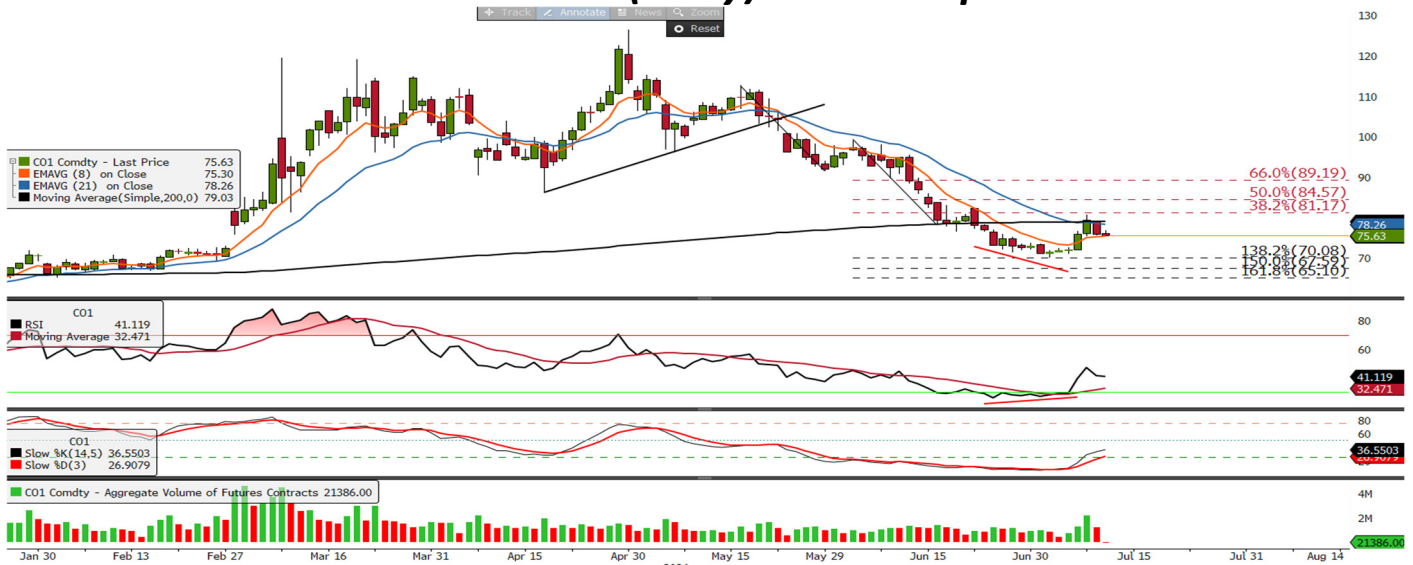 Track Annotate News Zoom
Reset
CO1 Comdty - Last Price 75.63
EMAVG (8) on Close 75.30
EMAVG (21) on Close 78.26
Moving Average(Simple,200,0) 79.03
130
120
110
100
90
70
66.0%(89.19)
50.0%(84.57)
38.2%(81.17)
78.26
75.63
138.2%(70.08)
150.0%(67.59)
161.8%(65.10)
CO1
RSI 41.119
Moving Average 32.471
80
60
41.119
32.471
CO1
Slow %K(14,5) 36.5503
Slow %D(3) 26.9079
80
60
36.5503
26.9079
CO1 Comdty - Aggregate Volume of Futures Contracts 21386.00
4M
2M
21386.00
Jan 30 Feb 13 Feb 27 Mar 16 Mar 31 Apr 15 Apr 30 May 15 May 29 Jun 15 Jun 30 Jul 15 Jul 31 Aug 14